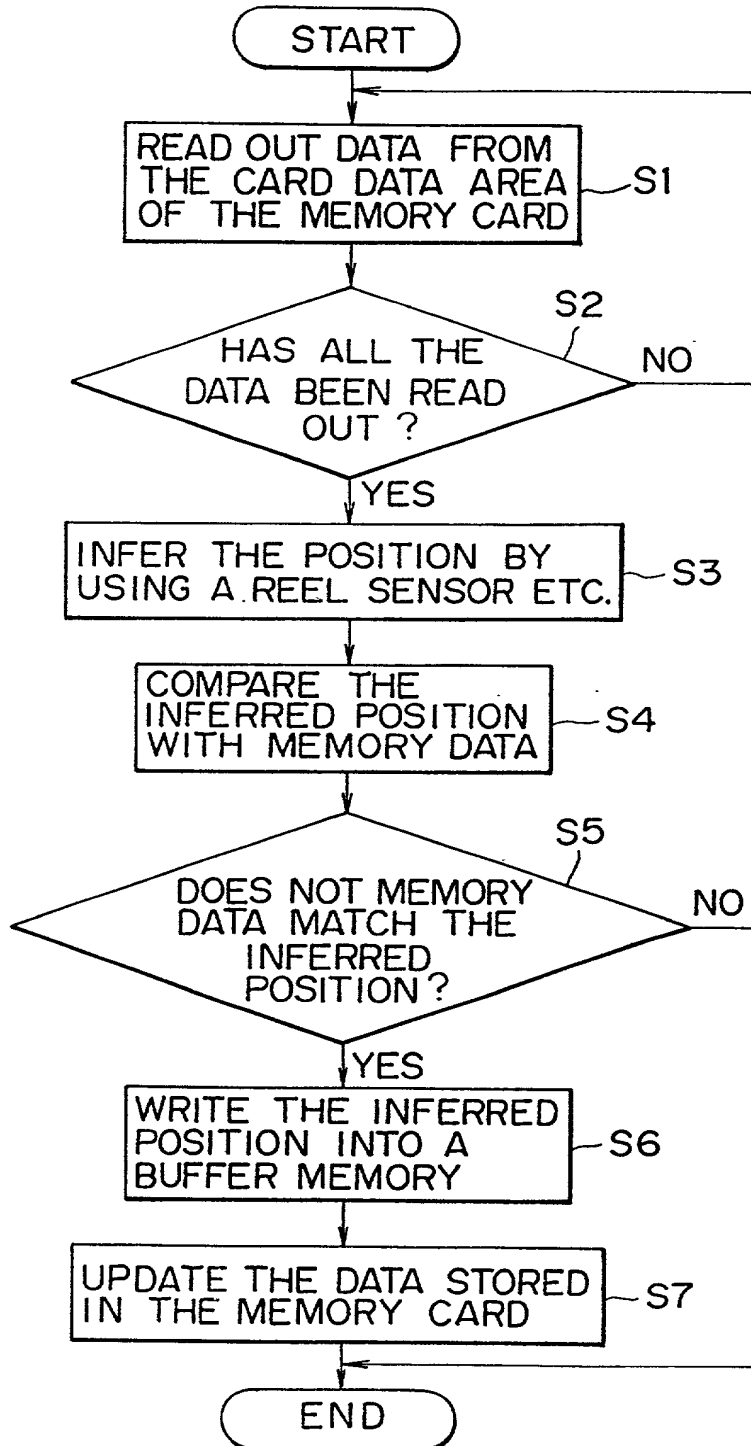 START
READ OUT DATA FROM
THE CARD DATA AREA
OF THE MEMORY CARD
S1
S2
HAS ALL THE
DATA BEEN READ
OUT ?
NO
YES
INFER THE POSITION BY
USING A REEL SENSOR ETC.
S3
COMPARE THE
INFERRED POSITION
WITH MEMORY DATA
S4
S5
DOES NOT MEMORY
DATA MATCH THE
INFERRED
POSITION ?
NO
YES
WRITE THE INFERRED
POSITION INTO A
BUFFER MEMORY
S6
UPDATE THE DATA STORED
IN THE MEMORY CARD
S7
END